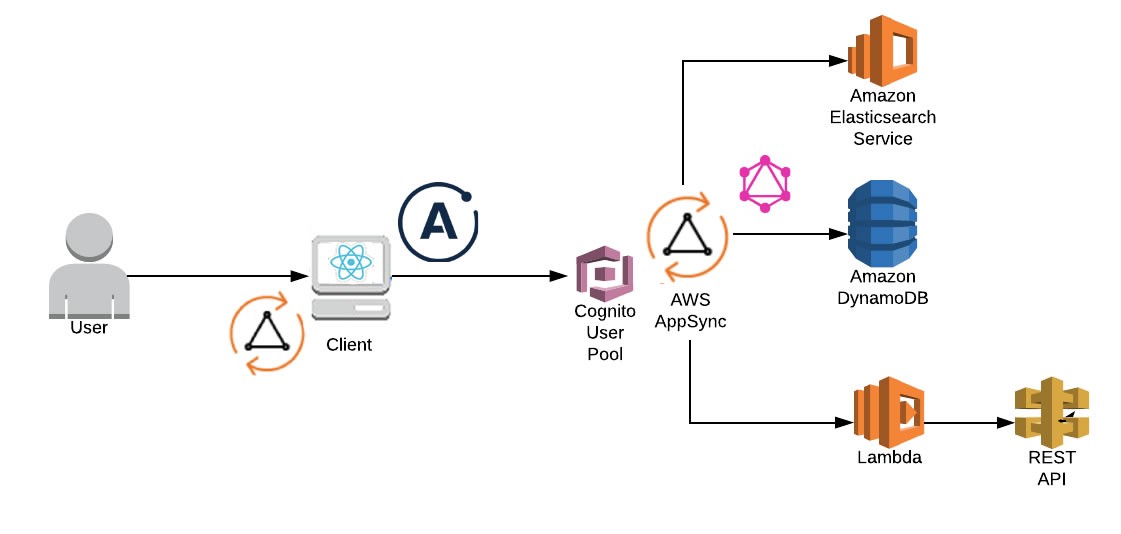 User
Client
A
Cognito
User
Pool
AWS
AppSync
Amazon
Elasticsearch
Service
Amazon
DynamoDB
Lambda
REST
API